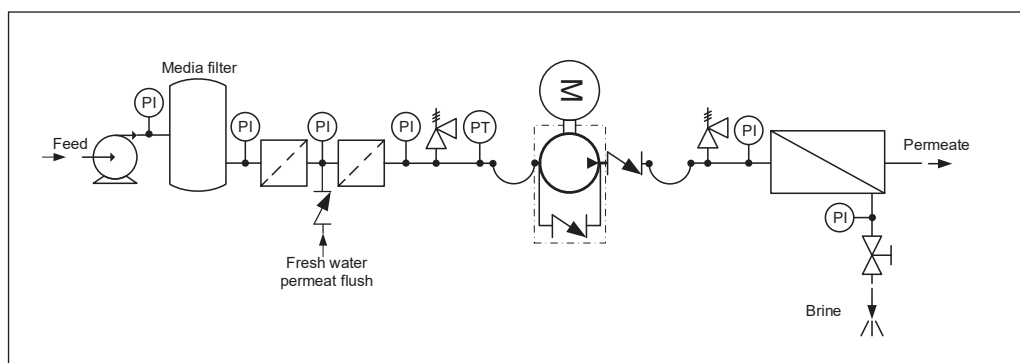 Media filter
M
PI
PI
PI
PI
PT
PI
Feed
Permeate
PI
Fresh water
permeat flush
Brine